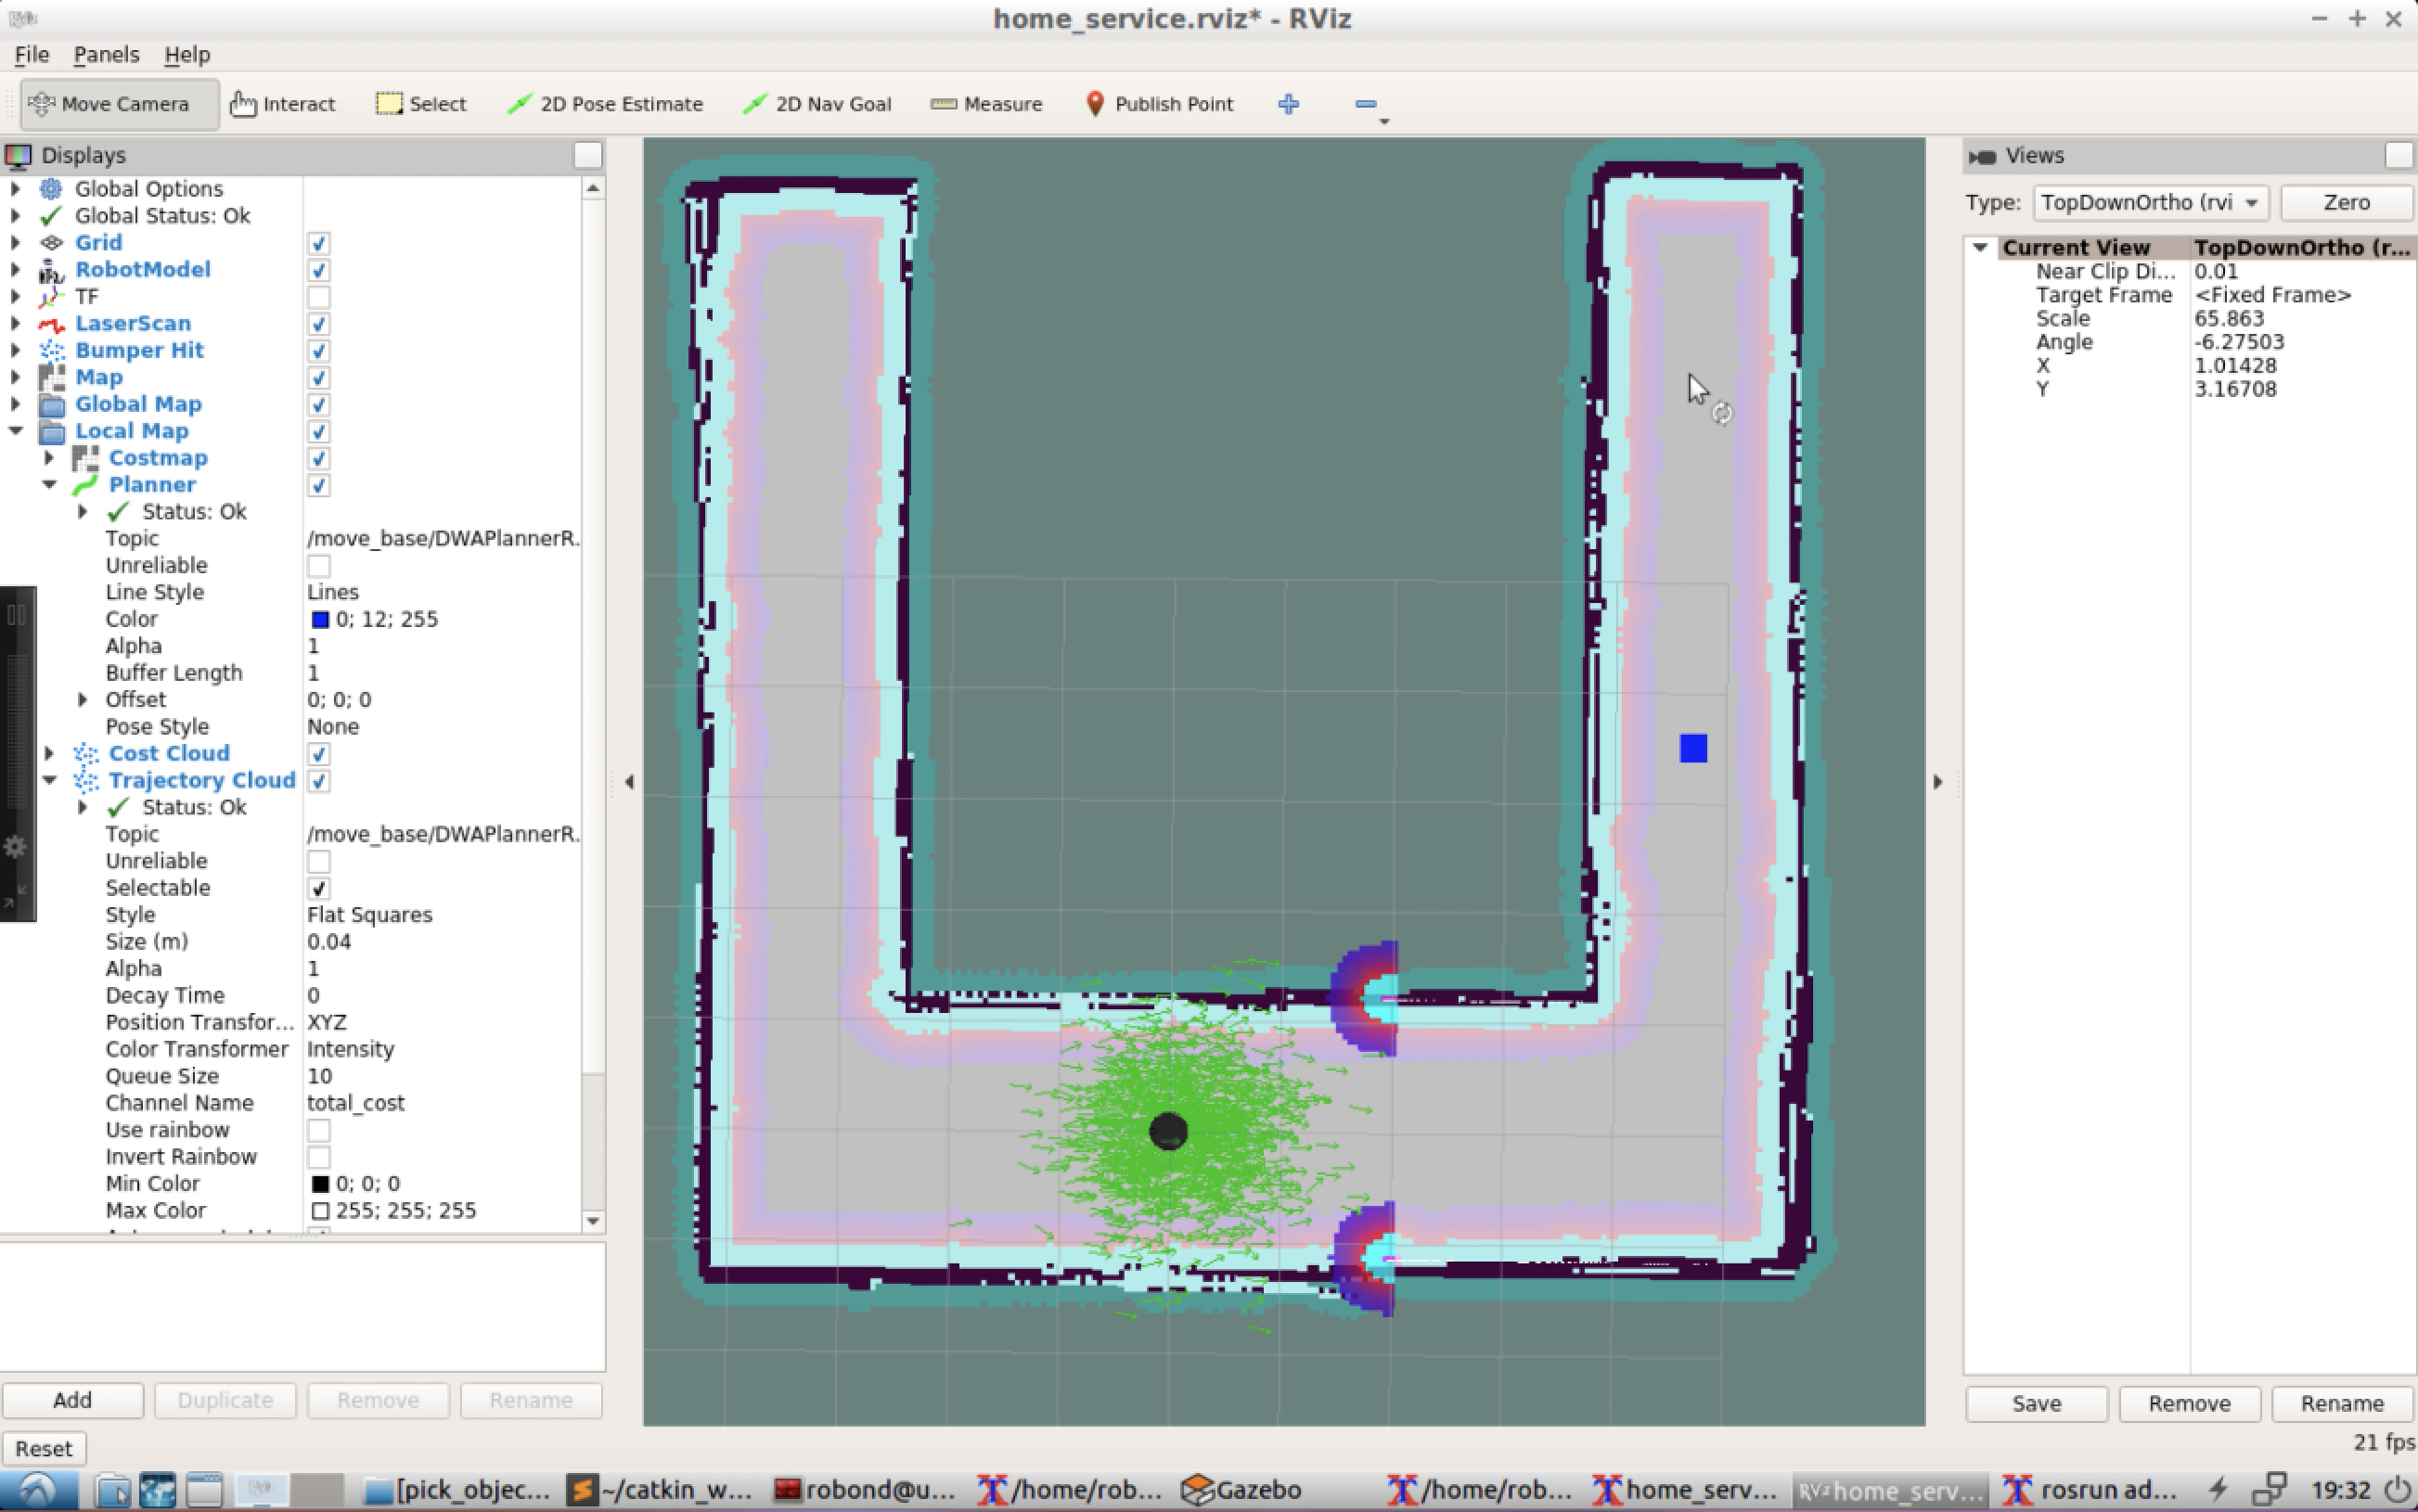 home_service.rviz* - RViz
File Panels Help
Move Camera Interact Select 2D Pose Estimate 2D Nav Goal Measure Publish Point
Displays
Global Options
Global Status: Ok
Grid
RobotModel
TF
LaserScan
Bumper Hit
Map
Global Map
Local Map
Costmap
Planner
Status: Ok
Topic /move_base/DWAPlannerR.
Unreliable
Line Style Lines
Color 0; 12; 255
Alpha 1
Buffer Length 1
Offset 0; 0; 0
Pose Style None
Cost Cloud
Trajectory Cloud
Status: Ok
Topic /move_base/DWAPlannerR.
Unreliable
Selectable
Style Flat Squares
Size (m) 0.04
Alpha 1
Decay Time 0
Position Transfor... XYZ
Color Transformer Intensity
Queue Size 10
Channel Name total_cost
Use rainbow
Invert Rainbow
Min Color 0; 0; 0
Max Color 255; 255; 255
Add Duplicate Remove Rename
Reset
Views
Type: TopDownOrtho (rvi Zero
Current View TopDownOrtho (r...
Near Clip Di... 0.01
Target Frame <Fixed Frame>
Scale 65.863
Angle -6.27503
X 1.01428
Y 3.16708
Save Remove Rename
21 fps
[pick_objec... ~/catkin_w... robond@u... /home/rob... Gazebo /home/rob... home_serv... RViz home_serv... rosrun ad... 19:32